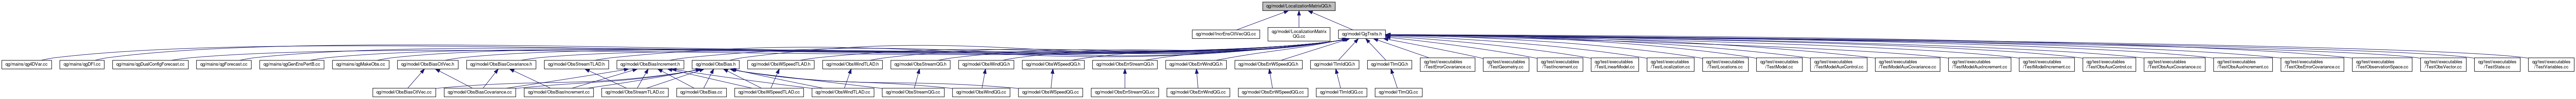 qg/model/LocalizationMatrixQG.h
qg/model/IncrEnsCtlVecQG.cc
qg/model/LocalizationMatrix
QG.cc
qg/model/QgTraits.h
qg/mains/qg4DVar.cc
qg/mains/qgDFI.cc
qg/mains/qgDualConfigForecast.cc
qg/mains/qgForecast.cc
qg/mains/qgGenEnsPertB.cc
qg/mains/qgMakeObs.cc
qg/model/ObsBiasCtlVec.h
qg/model/ObsBiasCovariance.h
qg/model/ObsStreamTLAD.h
qg/model/ObsBiasIncrement.h
qg/model/ObsBias.h
qg/model/ObsWSpeedTLAD.h
qg/model/ObsWindTLAD.h
qg/model/ObsStreamQG.h
qg/model/ObsWindQG.h
qg/model/ObsWSpeedQG.h
qg/model/ObsErrStreamQG.h
qg/model/ObsErrWindQG.h
qg/model/ObsErrWSpeedQG.h
qg/model/TlmIdQG.h
qg/model/TlmQG.h
qg/test/executables
/TestErrorCovariance.cc
qg/test/executables
/TestGeometry.cc
qg/test/executables
/TestIncrement.cc
qg/test/executables
/TestLinearModel.cc
qg/test/executables
/TestLocalization.cc
qg/test/executables
/TestLocations.cc
qg/test/executables
/TestModel.cc
qg/test/executables
/TestModelAuxControl.cc
qg/test/executables
/TestModelAuxCovariance.cc
qg/test/executables
/TestModelAuxIncrement.cc
qg/test/executables
/TestModelIncrement.cc
qg/test/executables
/TestObsAuxControl.cc
qg/test/executables
/TestObsAuxCovariance.cc
qg/test/executables
/TestObsAuxIncrement.cc
qg/test/executables
/TestObsErrorCovariance.cc
qg/test/executables
/TestObservationSpace.cc
qg/test/executables
/TestObsVector.cc
qg/test/executables
/TestState.cc
qg/test/executables
/TestVariables.cc
qg/model/ObsBiasCtlVec.cc
qg/model/ObsBiasCovariance.cc
qg/model/ObsBiasIncrement.cc
qg/model/ObsStreamTLAD.cc
qg/model/ObsBias.cc
qg/model/ObsWSpeedTLAD.cc
qg/model/ObsWindTLAD.cc
qg/model/ObsStreamQG.cc
qg/model/ObsWindQG.cc
qg/model/ObsWSpeedQG.cc
qg/model/ObsErrStreamQG.cc
qg/model/ObsErrWindQG.cc
qg/model/ObsErrWSpeedQG.cc
qg/model/TlmIdQG.cc
qg/model/TlmQG.cc